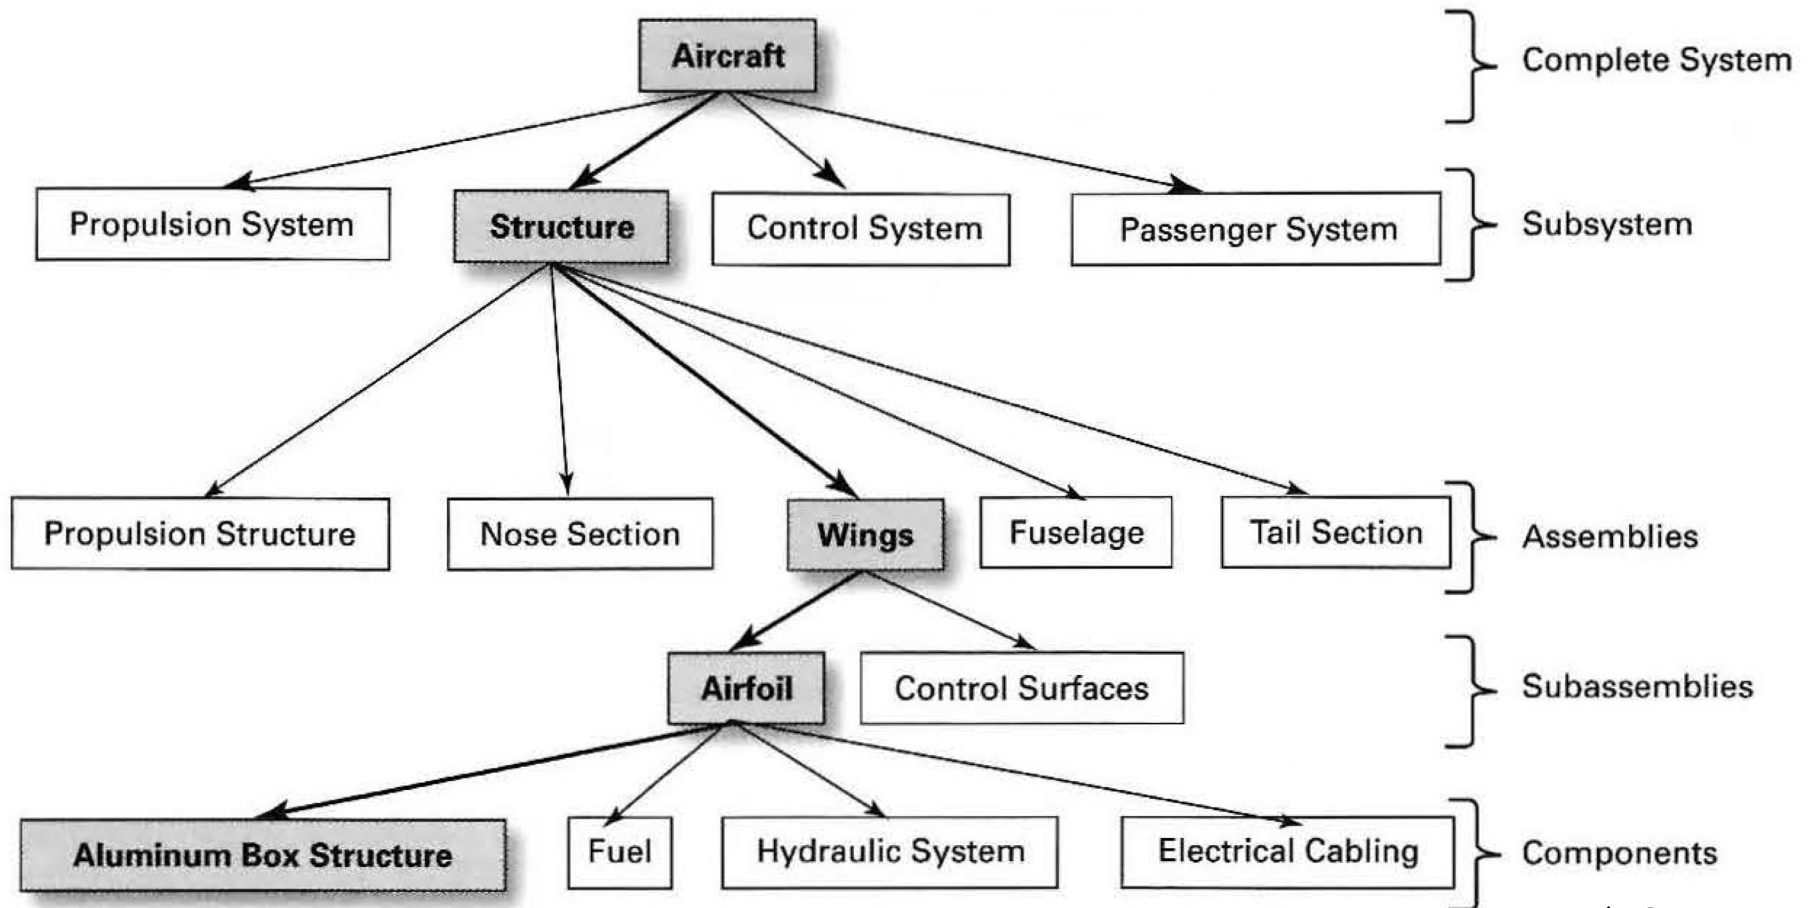 Aircraft
Complete System
Propulsion System
Structure
Control System
Passenger System
Subsystem
Propulsion Structure
Nose Section
Wings
Fuselage
Tail Section
Assemblies
Airfoil
Control Surfaces
Subassemblies
Aluminum Box Structure
Fuel
Hydraulic System
Electrical Cabling
Components